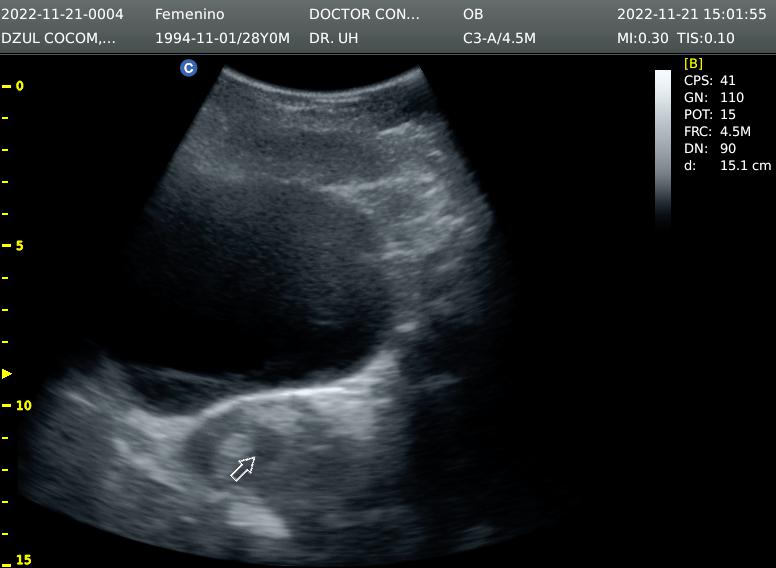 2022-11-21-0004 Femenino DOCTOR CON... OB 2022-11-21 15:01:55
DZUL COCOM,... 1994-11-01/28Y0M DR. UH C3-A/4.5M MI:0.30 TIS:0.10
C
[B]
CPS: 41
GN: 110
POT: 15
FRC: 4.5M
DN: 90
d: 15.1 cm
0
5
10
15